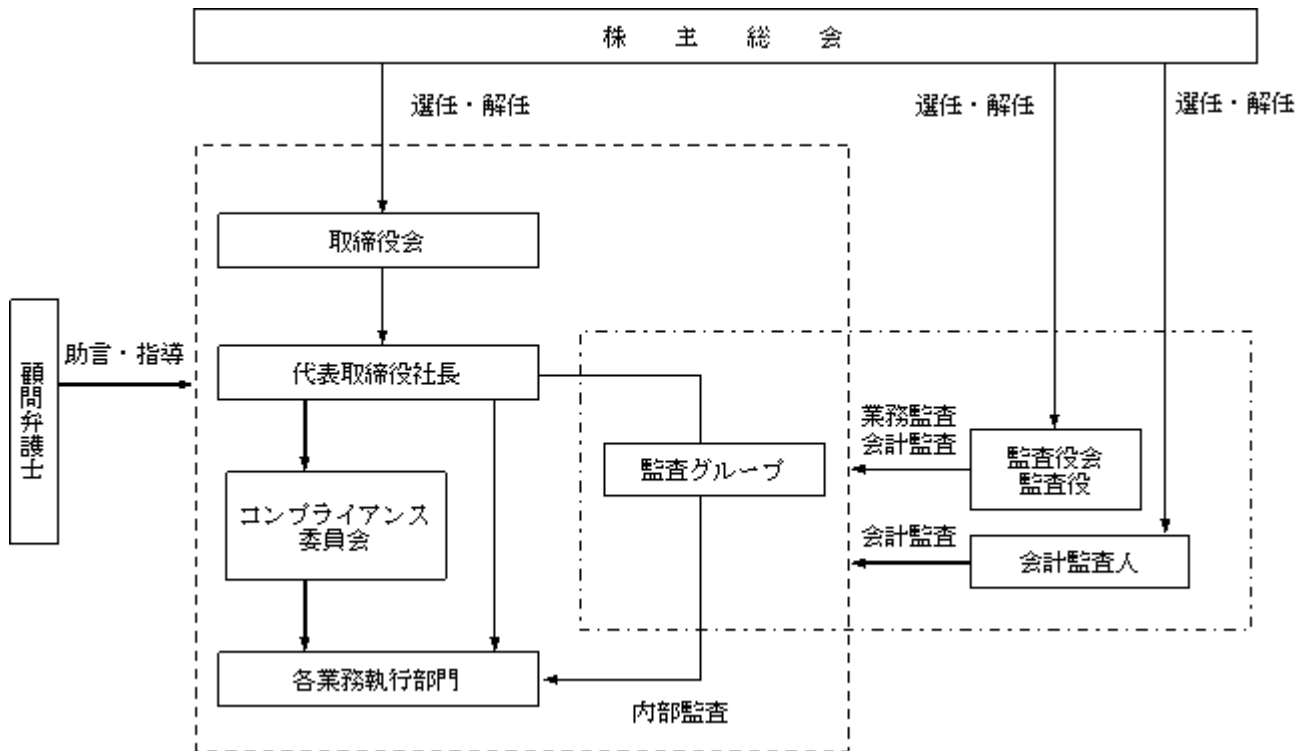 株主総会
選任・解任
選任・解任
選任・解任
取締役会
顧問弁護士
助言・指導
代表取締役社長
業務監査
会計監査
監査役会
監査役
監査グループ
コンプライアンス
委員会
会計監査
会計監査人
各業務執行部門
内部監査